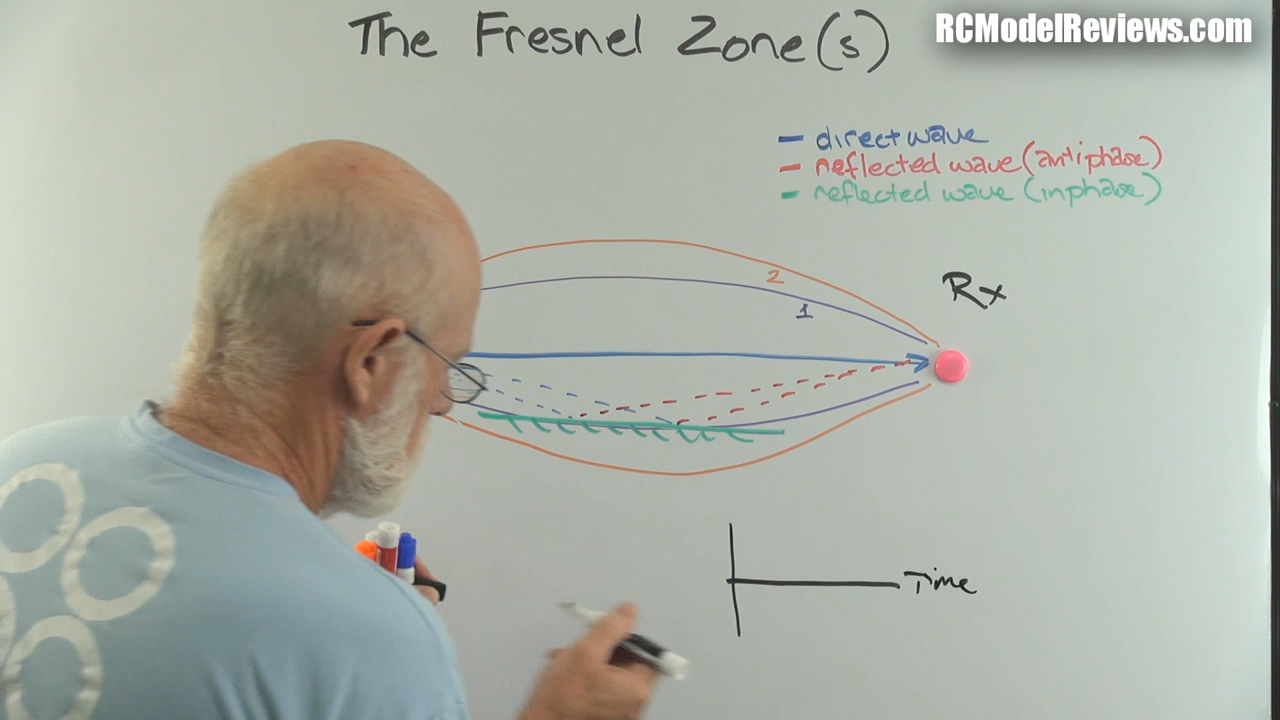 The Fresnel Zone(s)
RCModelReviews.com
direct wave
reflected wave (antiphase)
reflected wave (inphase)
2
1
Rx
Time